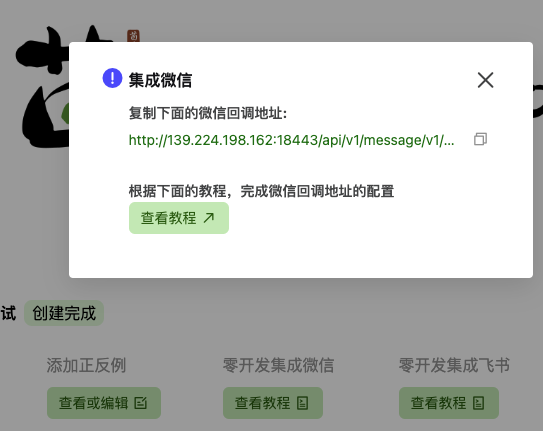 茴
集成微信
复制下面的微信回调地址:
http://139.224.198.162:18443/api/v1/message/v1/...
根据下面的教程，完成微信回调地址的配置
查看教程
试 创建完成
添加正反例 零开发集成微信 零开发集成飞书
查看或编辑 查看教程 查看教程